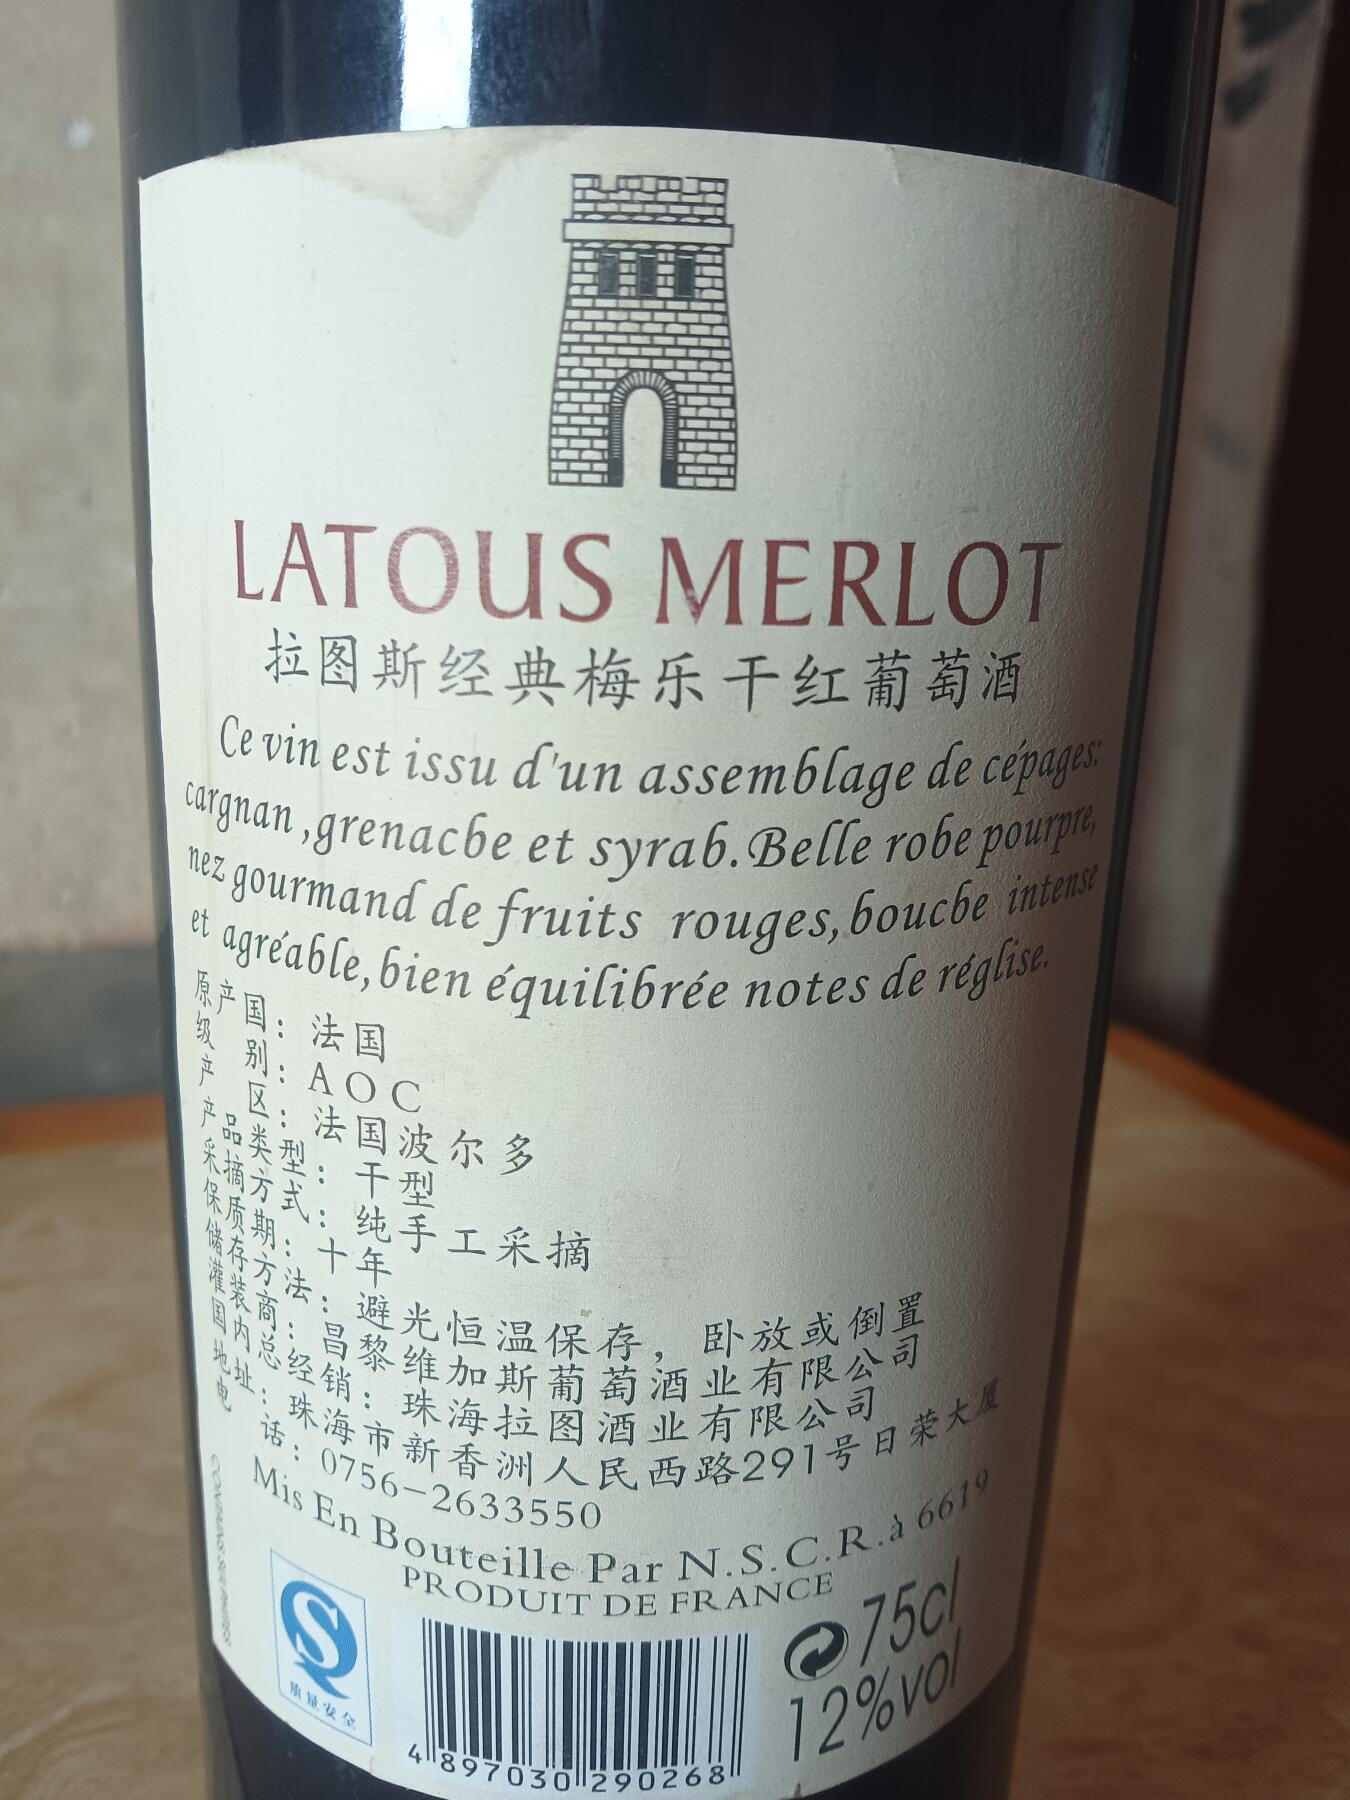 LATOUS MERLOT
拉图斯经典梅乐干红葡萄酒
Ce vin est issu d'un assemblage de cépages:
cargnan ,grenacbe et syrab.Belle robe pourpre,
nez gourmand de fruits rouges,boucbe intense
et agréable,bien équilibrée notes de réglise.
原产国：法国
级别：AOC
产区：法国波尔多
产品类型：干型
采摘方式：纯手工采摘
保质期：十年
储存方法：避光恒温保存，卧放或倒置
灌装商：昌黎维加斯葡萄酒业有限公司
国内总经销：珠海拉图酒业有限公司
地址：珠海市新香洲人民西路291号日荣大厦
电话：0756-2633550
Mis En Bouteille Par N.S.C.R.à 6619
PRODUIT DE FRANCE
75cl
12%vol
质量安全
4 897030 290268